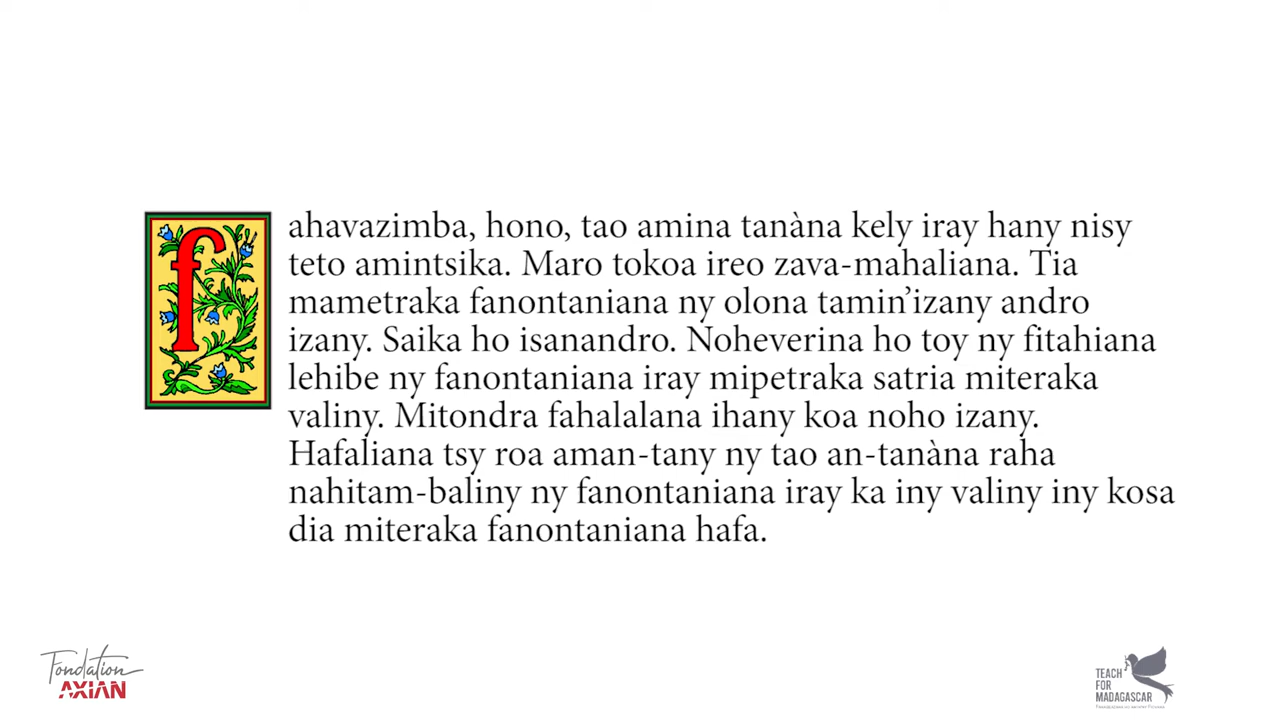 fahavazimba, hono, tao amina tanàna kely iray hany nisy
teto amintsika. Maro tokoa ireo zava-mahaliana. Tia
mametraka fanontaniana ny olona tamin’izany andro
izany. Saika ho isanandro. Noheverina ho toy ny fitahiana
lehibe ny fanontaniana iray mipetraka satria miteraka
valiny. Mitondra fahalalana ihany koa noho izany.
Hafaliana tsy roa aman-tany ny tao an-tanàna raha
nahitam-baliny ny fanontaniana iray ka iny valiny iny kosa
dia miteraka fanontaniana hafa.
Fondation
AXIAN
TEACH
FOR
MADAGASCAR